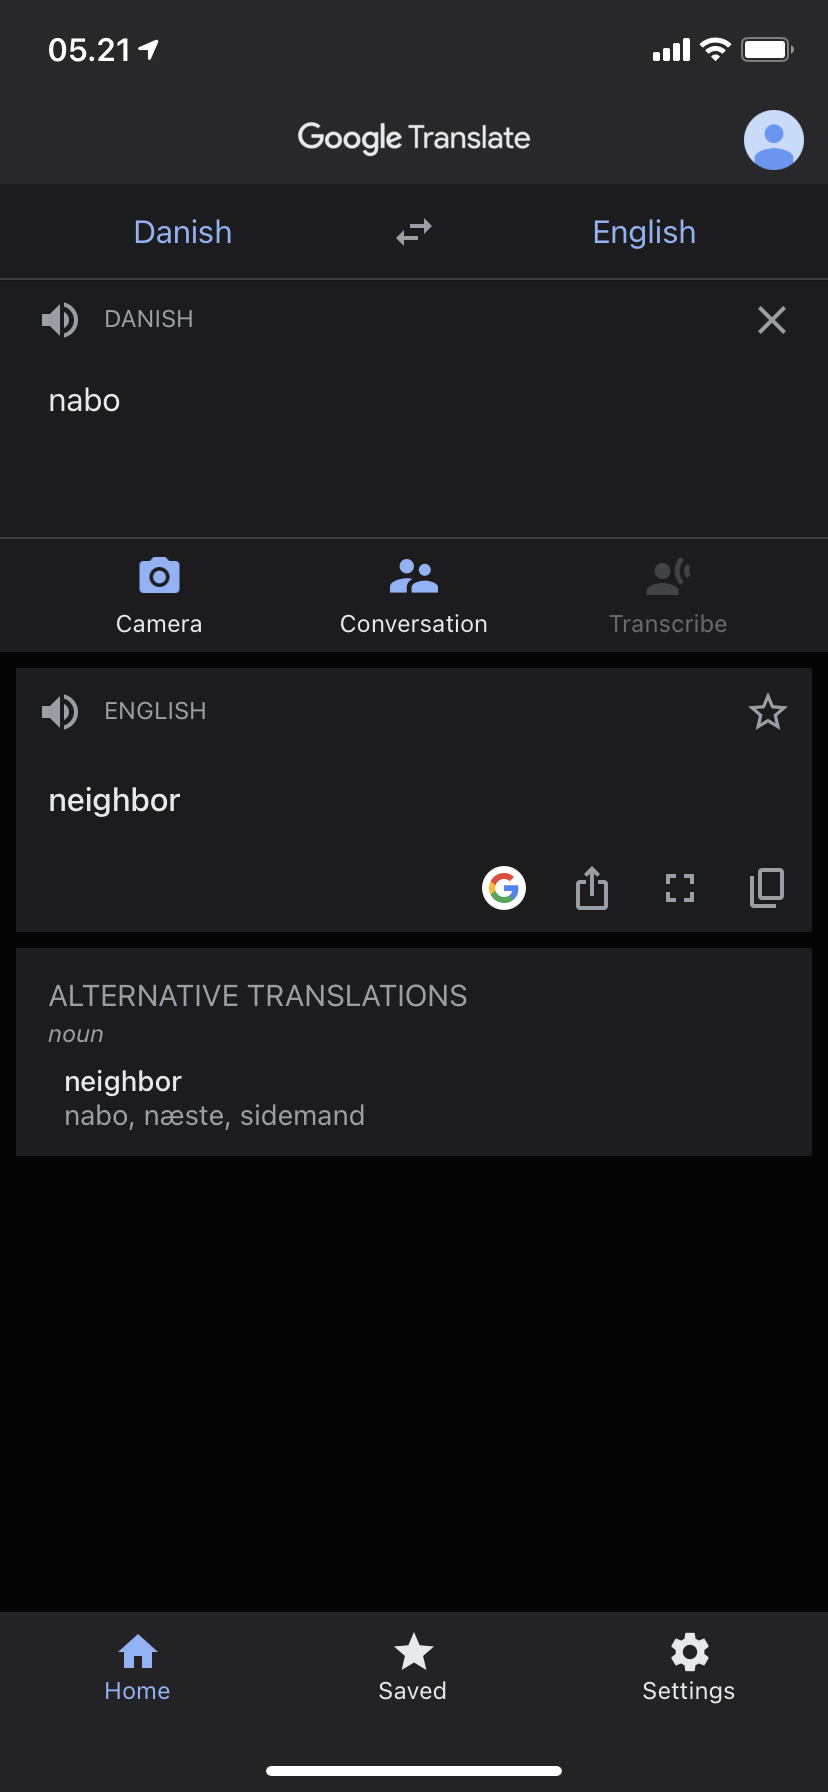 05.21
Google Translate
Danish
English
DANISH
nabo
Camera
Conversation
Transcribe
ENGLISH
neighbor
ALTERNATIVE TRANSLATIONS
noun
neighbor
nabo, næste, sidemand
Home
Saved
Settings